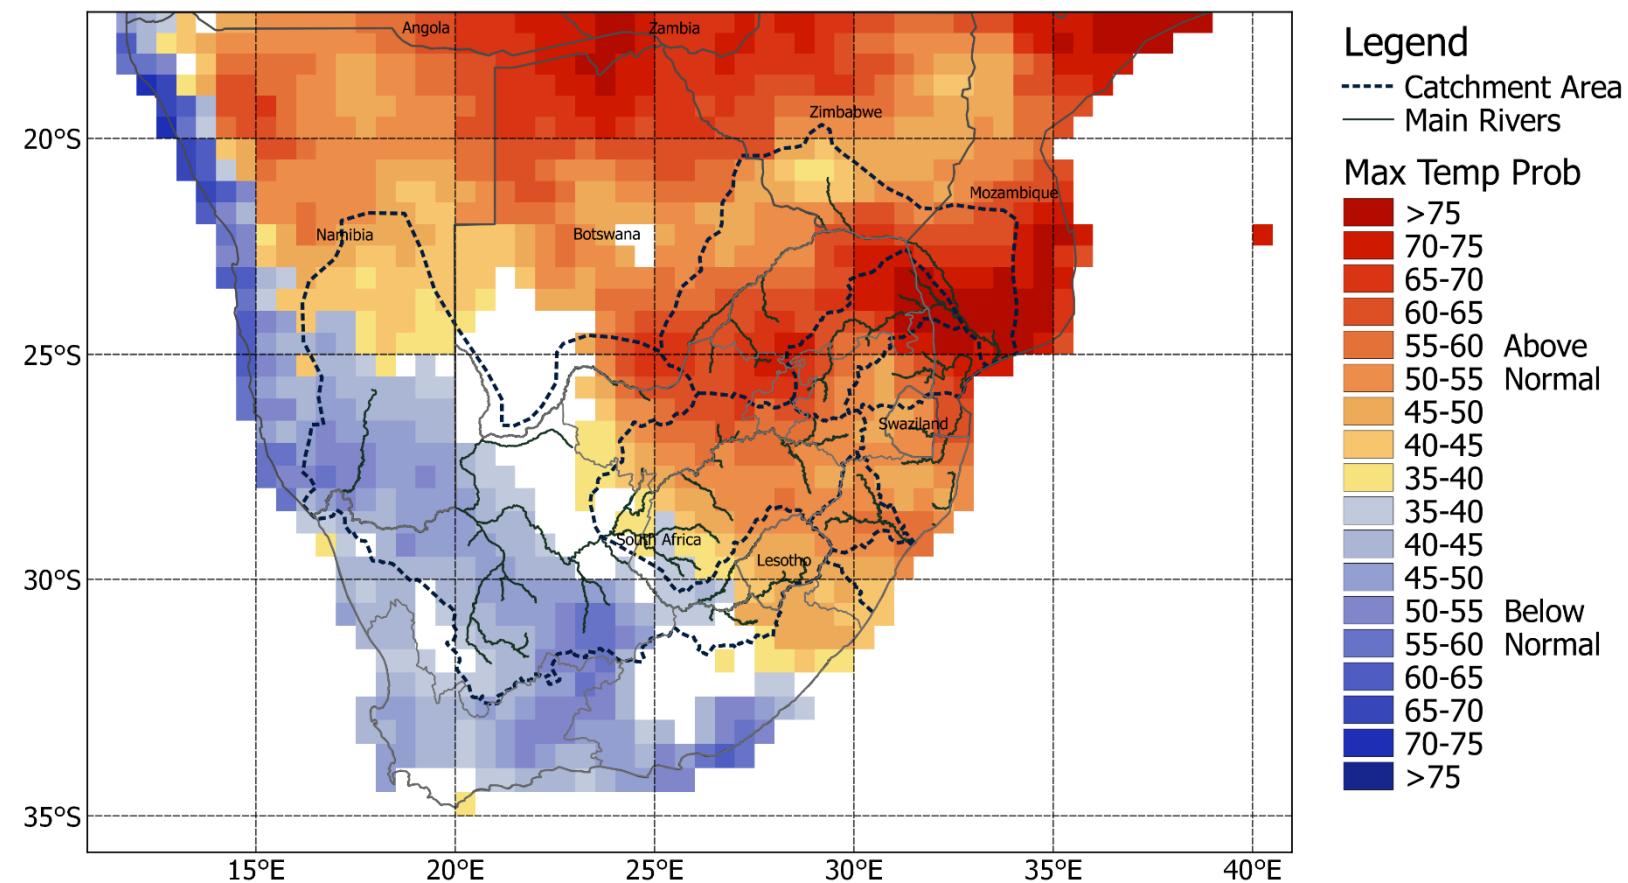 Angola
Zambia
Zimbabwe
Mozambique
Namibia
Botswana
Swaziland
South Africa
Lesotho
20°S
25°S
30°S
35°S
15°E
20°E
25°E
30°E
35°E
40°E
Legend
Catchment Area
Main Rivers
Max Temp Prob
>75
70-75
65-70
60-65
55-60 Above
50-55 Normal
45-50
40-45
35-40
35-40
40-45
45-50
50-55 Below
55-60 Normal
60-65
65-70
70-75
>75